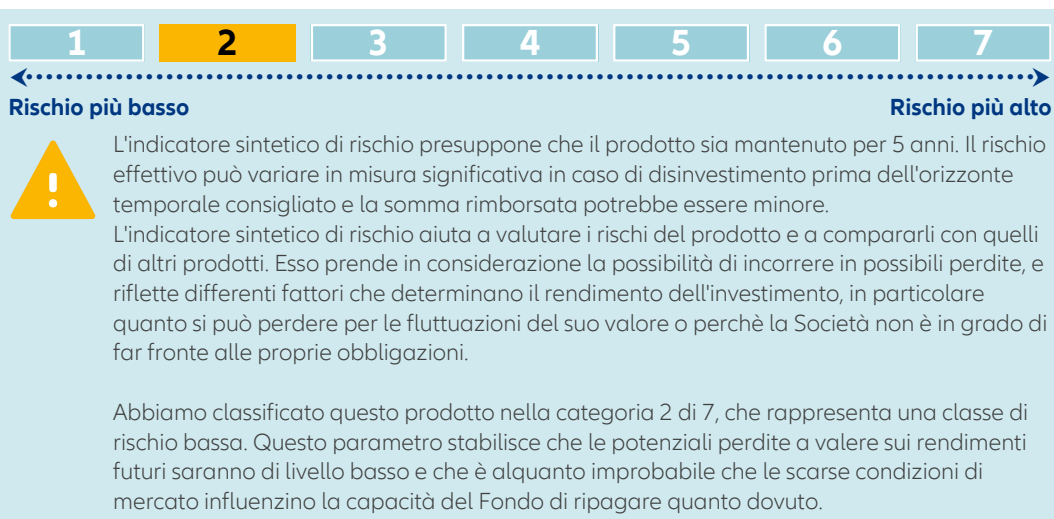 1 2 3 4 5 6 7
Rischio più basso Rischio più alto
L'indicatore sintetico di rischio presuppone che il prodotto sia mantenuto per 5 anni. Il rischio
effettivo può variare in misura significativa in caso di disinvestimento prima dell'orizzonte
temporale consigliato e la somma rimborsata potrebbe essere minore.
L'indicatore sintetico di rischio aiuta a valutare i rischi del prodotto e a compararli con quelli
di altri prodotti. Esso prende in considerazione la possibilità di incorrere in possibili perdite, e
riflette differenti fattori che determinano il rendimento dell'investimento, in particolare
quanto si può perdere per le fluttuazioni del suo valore o perchè la Società non è in grado di
far fronte alle proprie obbligazioni.
Abbiamo classificato questo prodotto nella categoria 2 di 7, che rappresenta una classe di
rischio bassa. Questo parametro stabilisce che le potenziali perdite a valere sui rendimenti
futuri saranno di livello basso e che è alquanto improbabile che le scarse condizioni di
mercato influenzino la capacità del Fondo di ripagare quanto dovuto.